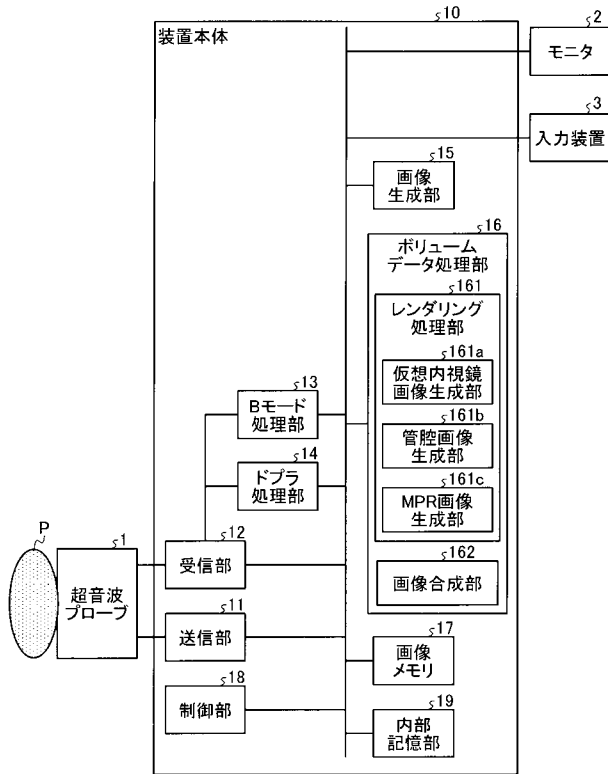 10
装置本体
2
モニタ
3
入力装置
15
画像
生成部
16
ボリューム
データ処理部
161
レンダリング
処理部
161a
仮想内視鏡
画像生成部
161b
管腔画像
生成部
161c
MPR画像
生成部
162
画像合成部
13
Bモード
処理部
14
ドプラ
処理部
P
1
超音波
プローブ
12
受信部
11
送信部
18
制御部
17
画像
メモリ
19
内部
記憶部